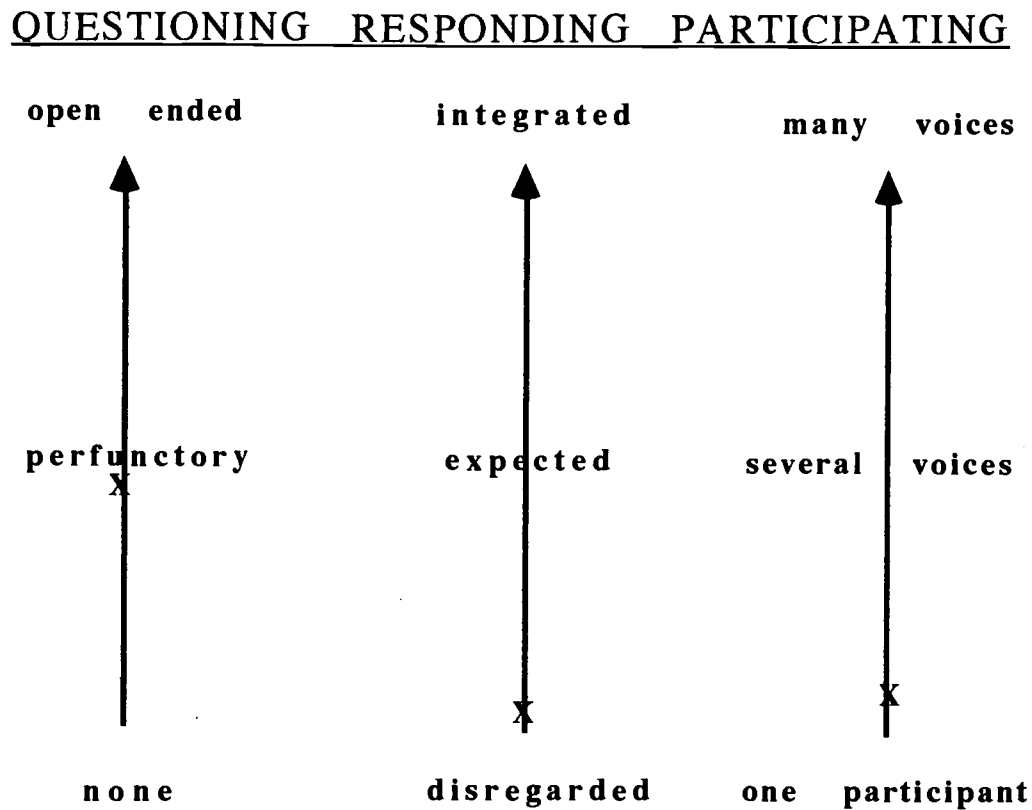 QUESTIONING RESPONDING PARTICIPATING
open ended integrated many voices
perfunctory expected several voices
X
X
X
none disregarded one participant